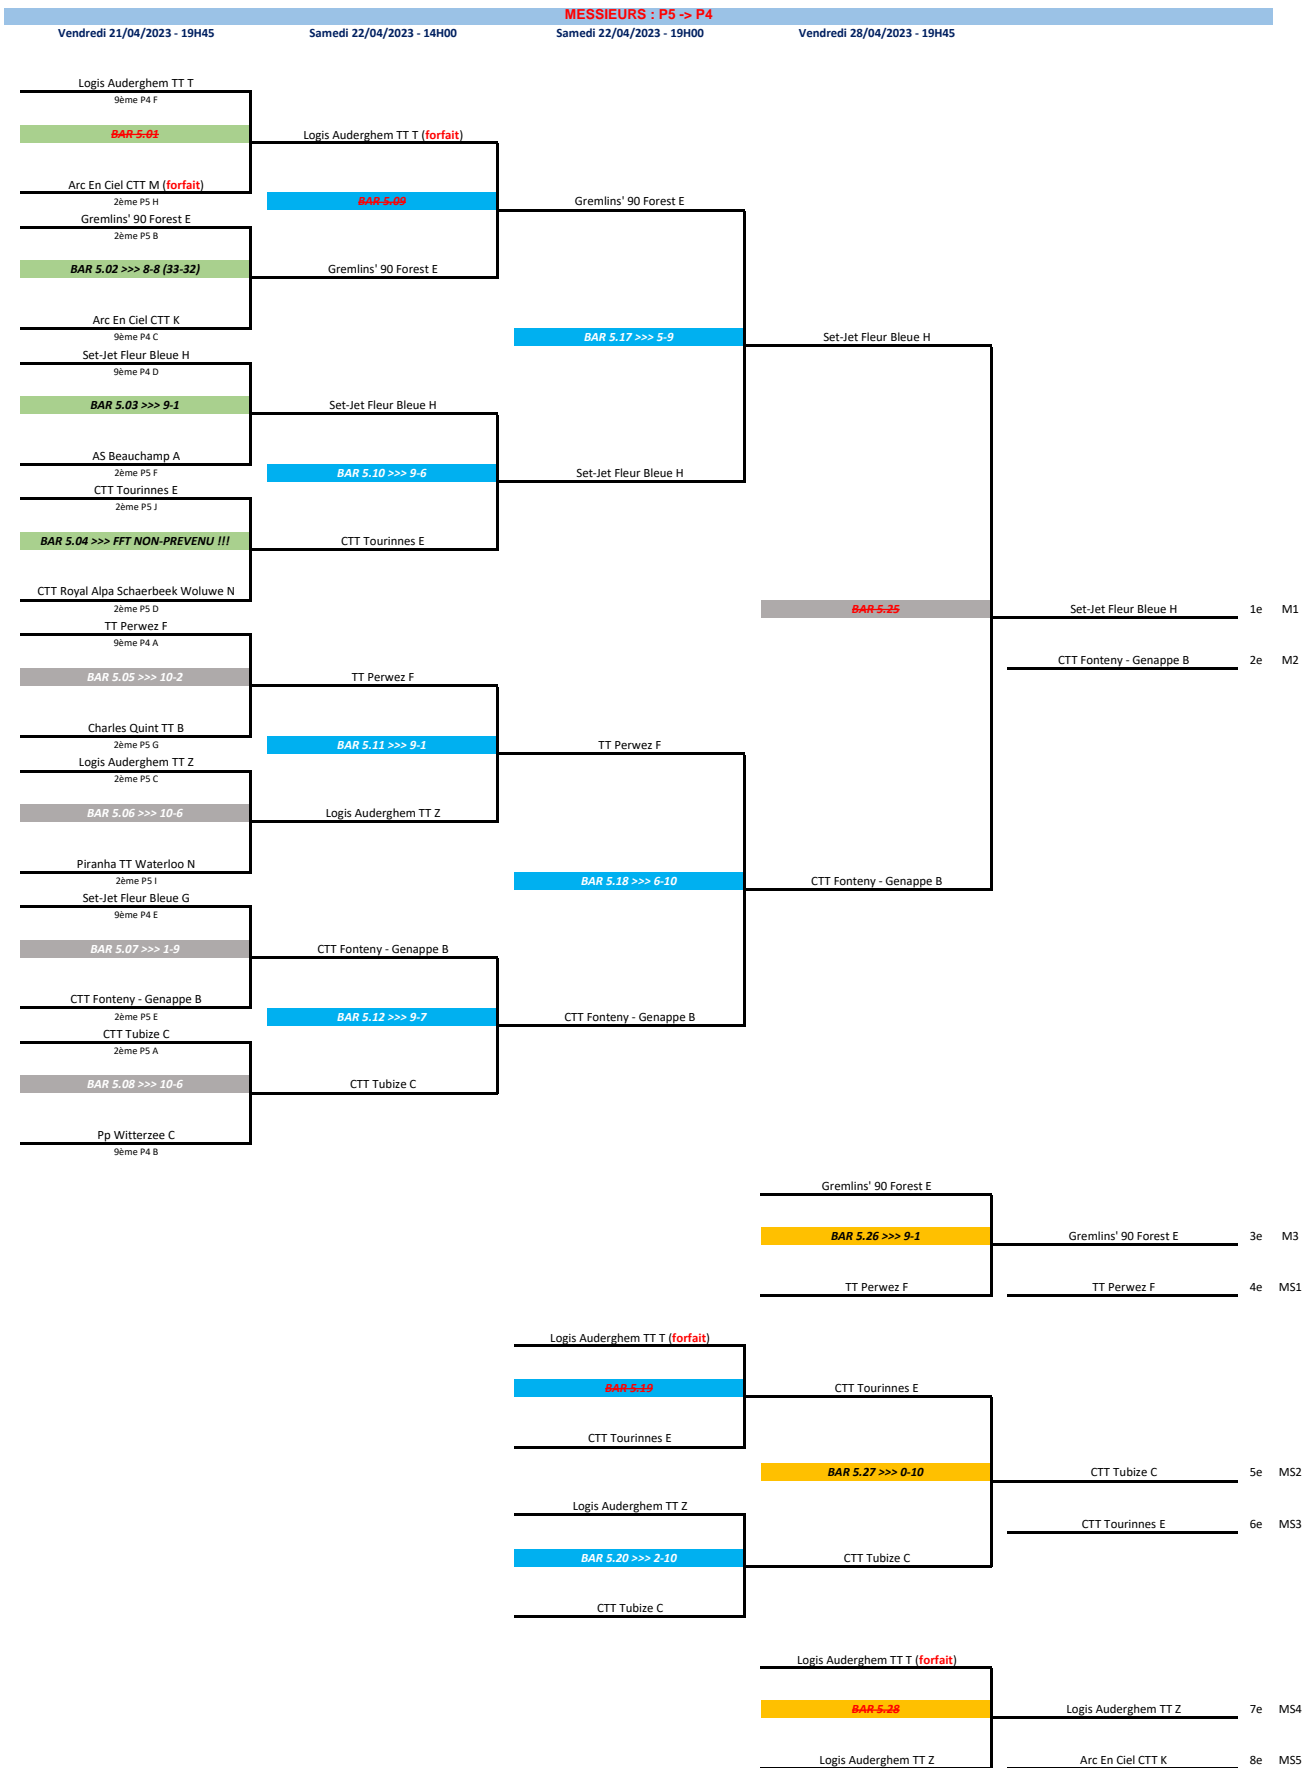 MESSIEURS : P5 -> P4
Vendredi 21/04/2023 - 19H45 Samedi 22/04/2023 - 14H00 Samedi 22/04/2023 - 19H00 Vendredi 28/04/2023 - 19H45
Logis Auderghem TT T
9ème P4 F
BAR 5.01 Logis Auderghem TT T (forfait)
Arc En Ciel CTT M (forfait)
2ème P5 H BAR 5.09 Gremlins' 90 Forest E
Gremlins' 90 Forest E
2ème P5 B
BAR 5.02 >>> 8-8 (33-32) Gremlins' 90 Forest E
Arc En Ciel CTT K
9ème P4 C BAR 5.17 >>> 5-9 Set-Jet Fleur Bleue H
Set-Jet Fleur Bleue H
9ème P4 D
BAR 5.03 >>> 9-1 Set-Jet Fleur Bleue H
AS Beauchamp A
2ème P5 F BAR 5.10 >>> 9-6 Set-Jet Fleur Bleue H
CTT Tourinnes E
2ème P5 J
BAR 5.04 >>> FFT NON-PREVENU !!! CTT Tourinnes E
CTT Royal Alpa Schaerbeek Woluwe N
2ème P5 D BAR 5.25 Set-Jet Fleur Bleue H 1e M1
TT Perwez F
9ème P4 A
CTT Fonteny - Genappe B 2e M2
BAR 5.05 >>> 10-2 TT Perwez F
Charles Quint TT B
2ème P5 G BAR 5.11 >>> 9-1 TT Perwez F
Logis Auderghem TT Z
2ème P5 C
BAR 5.06 >>> 10-6 Logis Auderghem TT Z
Piranha TT Waterloo N
2ème P5 I BAR 5.18 >>> 6-10 CTT Fonteny - Genappe B
Set-Jet Fleur Bleue G
9ème P4 E
BAR 5.07 >>> 1-9 CTT Fonteny - Genappe B
CTT Fonteny - Genappe B
2ème P5 E BAR 5.12 >>> 9-7 CTT Fonteny - Genappe B
CTT Tubize C
2ème P5 A
BAR 5.08 >>> 10-6 CTT Tubize C
Pp Witterzee C
9ème P4 B
Gremlins' 90 Forest E
BAR 5.26 >>> 9-1 Gremlins' 90 Forest E 3e M3
TT Perwez F TT Perwez F 4e MS1
Logis Auderghem TT T (forfait)
BAR 5.19 CTT Tourinnes E
CTT Tourinnes E
BAR 5.27 >>> 0-10 CTT Tubize C 5e MS2
Logis Auderghem TT Z
CTT Tourinnes E 6e MS3
BAR 5.20 >>> 2-10 CTT Tubize C
CTT Tubize C
Logis Auderghem TT T (forfait)
BAR 5.28 Logis Auderghem TT Z 7e MS4
Logis Auderghem TT Z Arc En Ciel CTT K 8e MS5